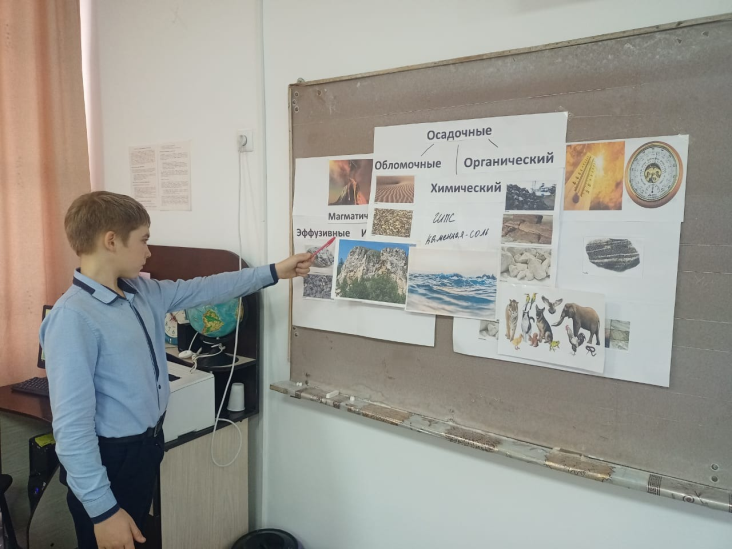 Осадочные
Обломочные
Органический
Химический
Магматич
гипс
каменная-соль
Эффузивные И